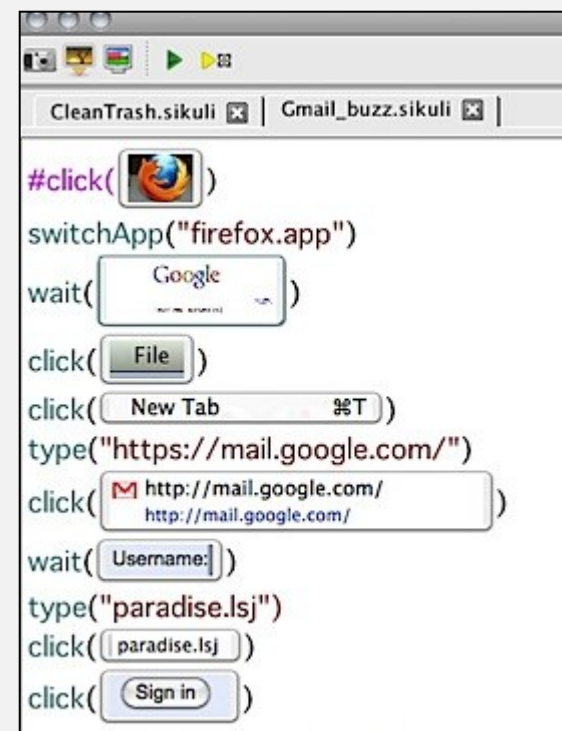 CleanTrash.sikuli Gmail_buzz.sikuli
#click( )
switchApp("firefox.app")
wait( Google )
click( File )
click( New Tab ⌘T )
type("https://mail.google.com/")
click( http://mail.google.com/
http://mail.google.com/ )
wait( Username: )
type("paradise.lsj")
click( paradise.lsj )
click( Sign in )